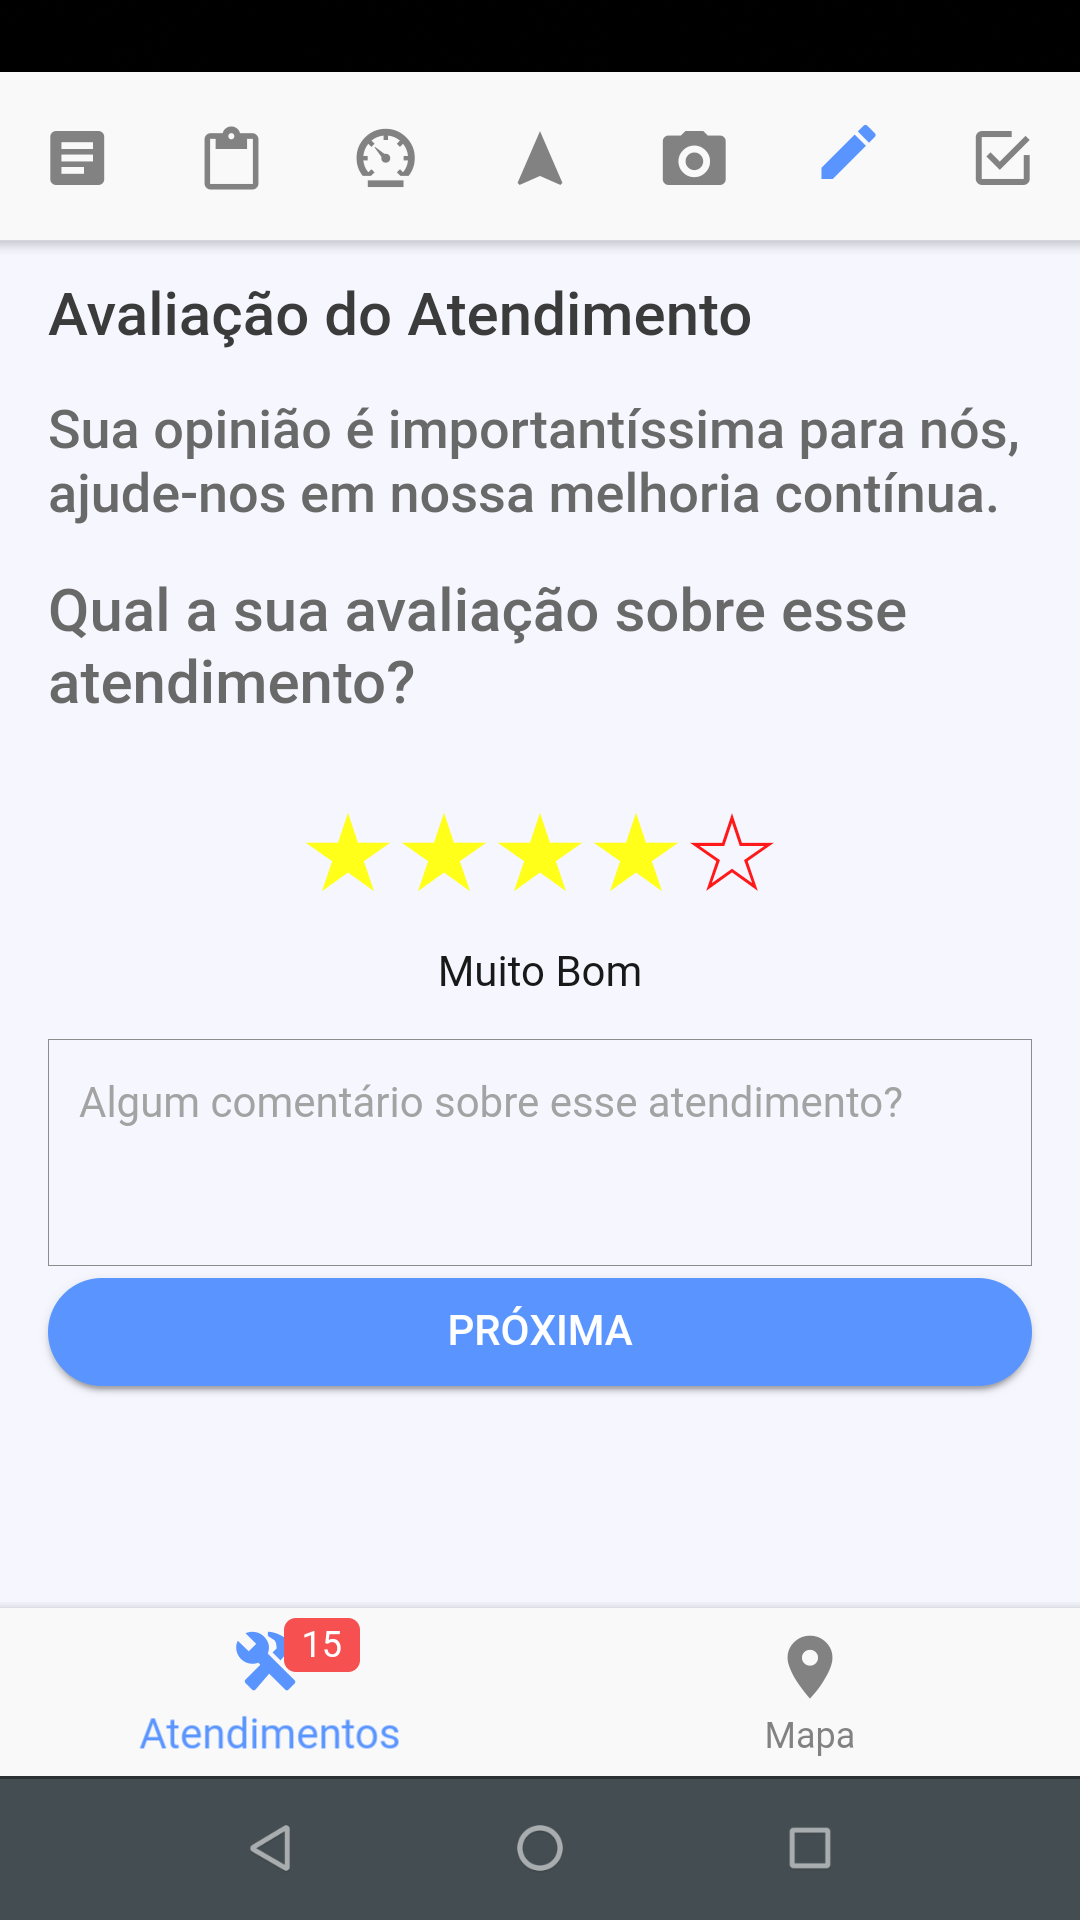 Avaliação do Atendimento
Sua opinião é importantíssima para nós,
ajude-nos em nossa melhoria contínua.
Qual a sua avaliação sobre esse
atendimento?
Muito Bom
Algum comentário sobre esse atendimento?
PRÓXIMA
15
Atendimentos
Mapa